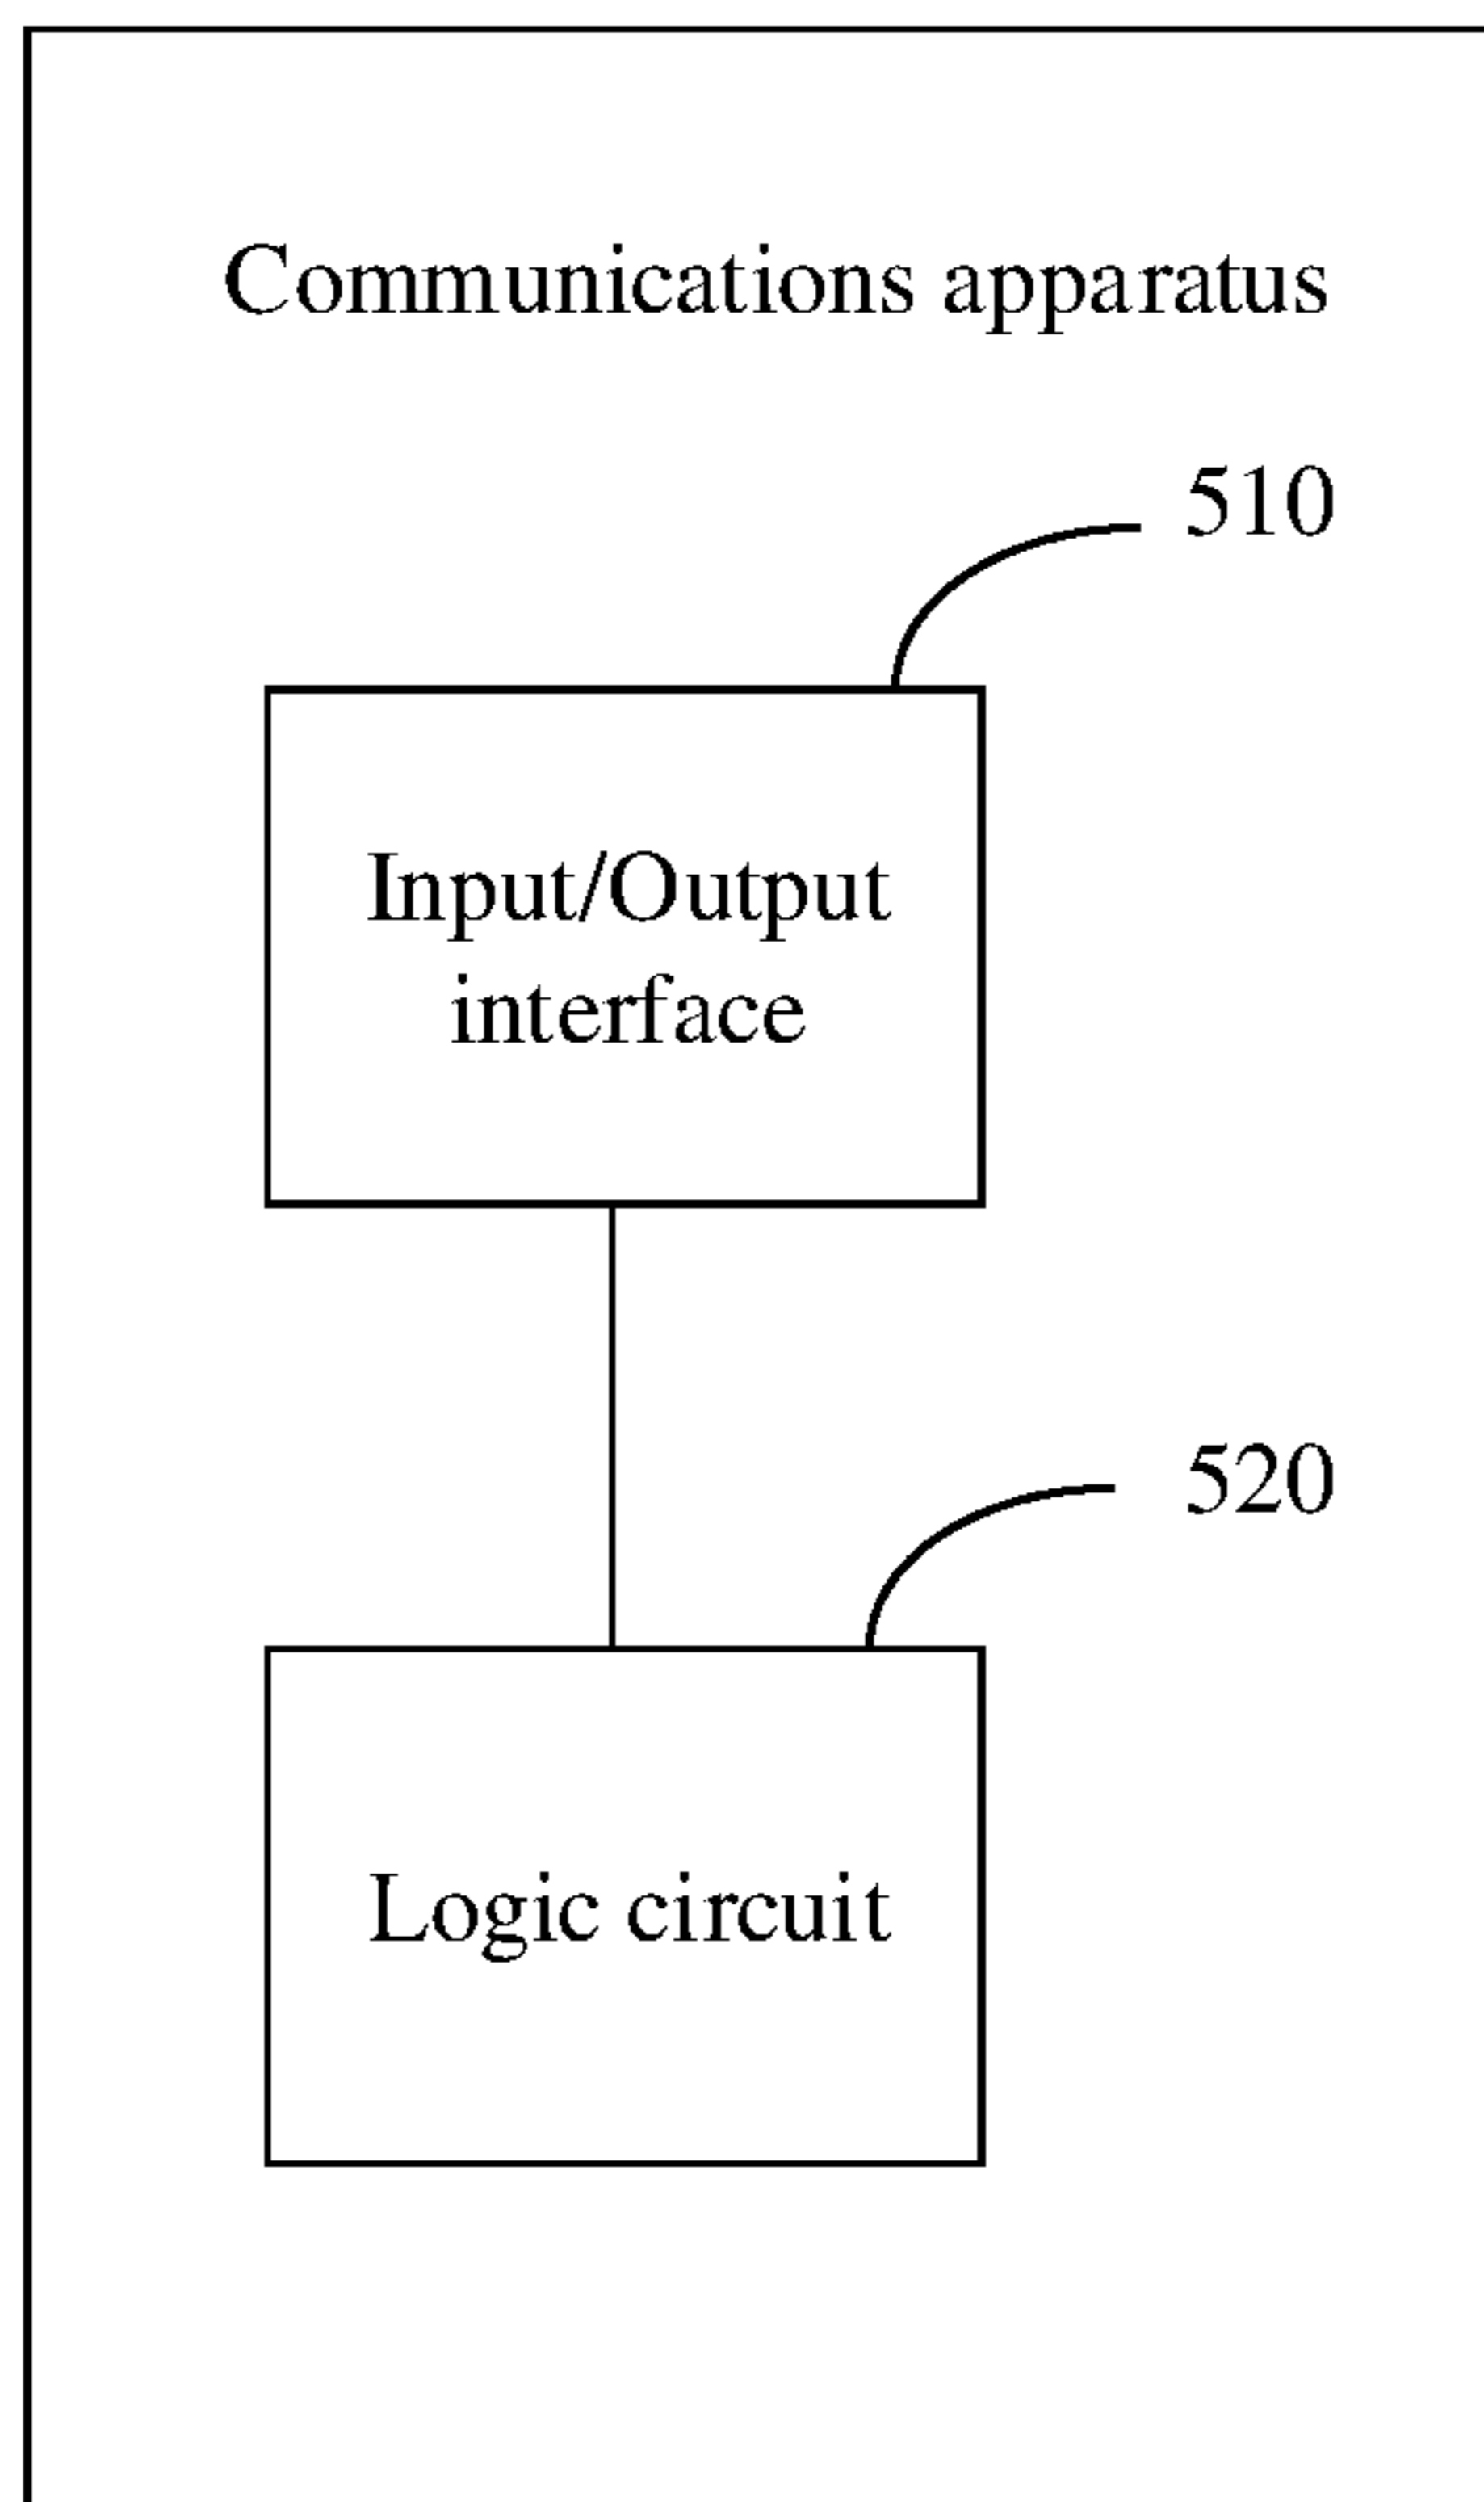 Communications apparatus
510
Input/Output
interface
520
Logic circuit